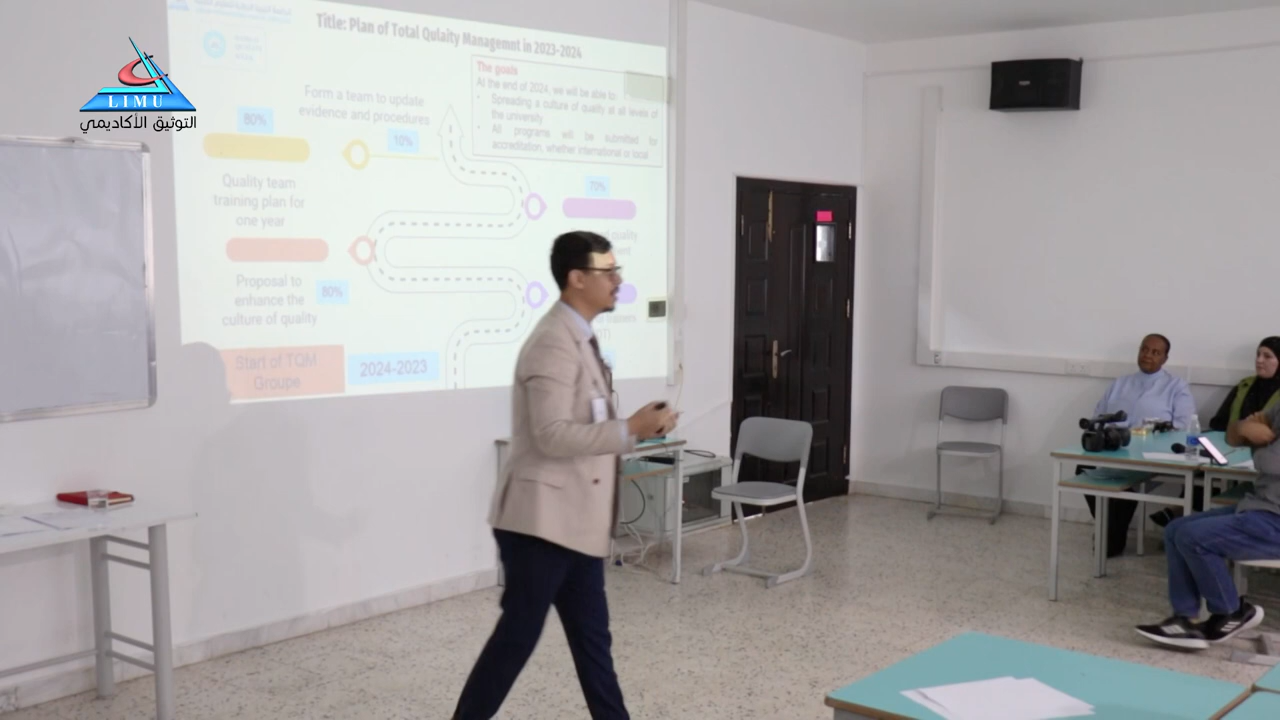 LIMU
التوثيق الأكاديمي
Title: Plan of Total Qulaity Managemnt in 2023-2024
The goals
At the end of 2024, we will be able to:
• Spreading a culture of quality at all levels of
the university
• All programs will be submitted for
accreditation, whether international or local
Form a team to update
evidence and procedures
80%
10%
Quality team
training plan for
one year
70%
quality
Proposal to
enhance the
culture of quality
80%
Start of TQM
Groupe
2024-2023